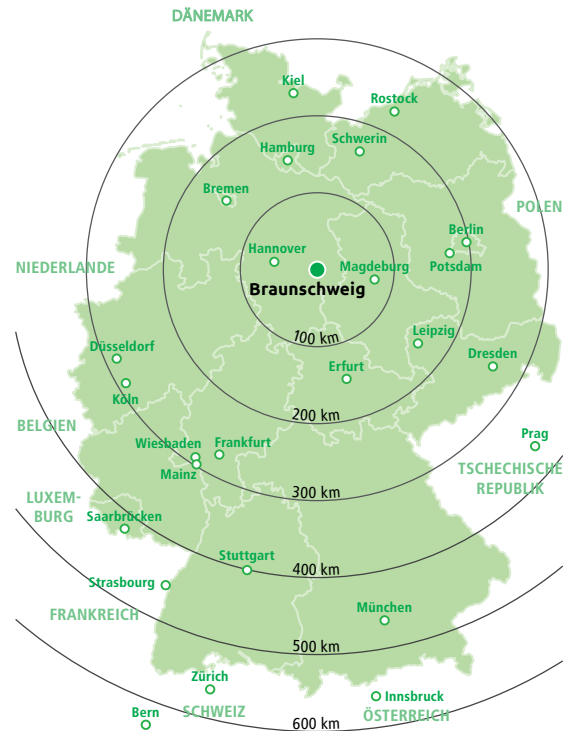 DÄNEMARK
Kiel
Rostock
Schwerin
Hamburg
Bremen
POLEN
Berlin
Hannover
NIEDERLANDE
Magdeburg
Potsdam
Braunschweig
100 km
Leipzig
Düsseldorf
Dresden
Erfurt
Köln
200 km
BELGIEN
Prag
Wiesbaden
Frankfurt
TSCHECHISCHE
REPUBLIK
Mainz
300 km
LUXEM-
BURG
Saarbrücken
Stuttgart
400 km
Strasbourg
München
FRANKREICH
500 km
Zürich
Innsbruck
Bern
SCHWEIZ
ÖSTERREICH
600 km